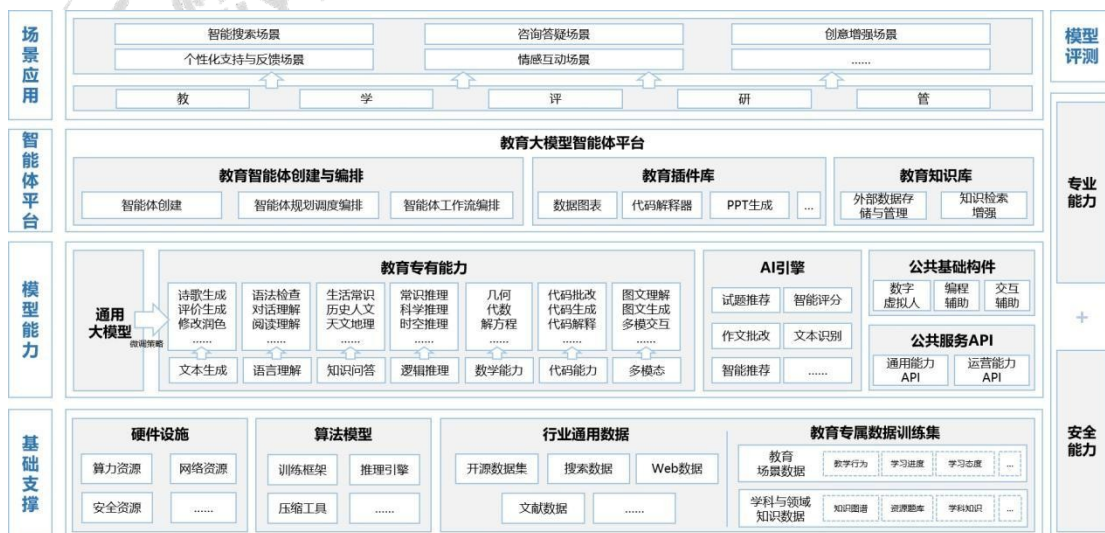 场景应用
智能搜索场景
咨询答疑场景
创意增强场景
个性化支持与反馈场景
情感互动场景
......
教
学
评
研
管
智能体平台
教育大模型智能体平台
教育智能体创建与编排
智能体创建
智能体规划调度编排
智能体工作流编排
教育插件库
数据图表
代码解释器
PPT生成
...
教育知识库
外部数据存
储与管理
知识检索
增强
模型能力
通用
大模型
微调策略
教育专有能力
诗歌生成
评价生成
修改润色
......
文本生成
语法检查
对话理解
阅读理解
......
语言理解
生活常识
历史人文
天文地理
......
知识问答
常识推理
科学推理
时空推理
......
逻辑推理
几何
代数
解方程
......
数学能力
代码批改
代码生成
代码解释
......
代码能力
图文理解
图文生成
多模交互
......
多模态
AI引擎
试题推荐
智能评分
作文批改
文本识别
智能推荐
......
公共基础构件
数字
虚拟人
编程
辅助
交互
辅助
公共服务API
通用能力
API
运营能力
API
基础支撑
硬件设施
算力资源
网络资源
安全资源
......
算法模型
训练框架
推理引擎
压缩工具
......
行业通用数据
开源数据集
搜索数据
Web数据
文献数据
......
教育专属数据训练集
教育
场景数据
教学行为
学习进度
学习态度
...
学科与领域
知识数据
知识图谱
资源题库
学科知识
...
模型
评测
专业
能力
+
安全
能力